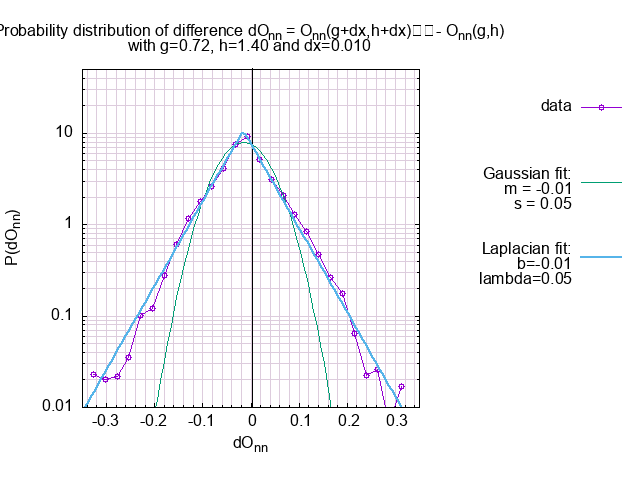 Probability distribution of difference dOnn = Onn(g+dx,h+dx)□□- Onn(g,h)
with g=0.72, h=1.40 and dx=0.010
data
Gaussian fit:
m = -0.01
s = 0.05
Laplacian fit:
b=-0.01
lambda=0.05
P(dOnn)
10
1
0.1
0.01
-0.3 -0.2 -0.1 0 0.1 0.2 0.3
dOnn